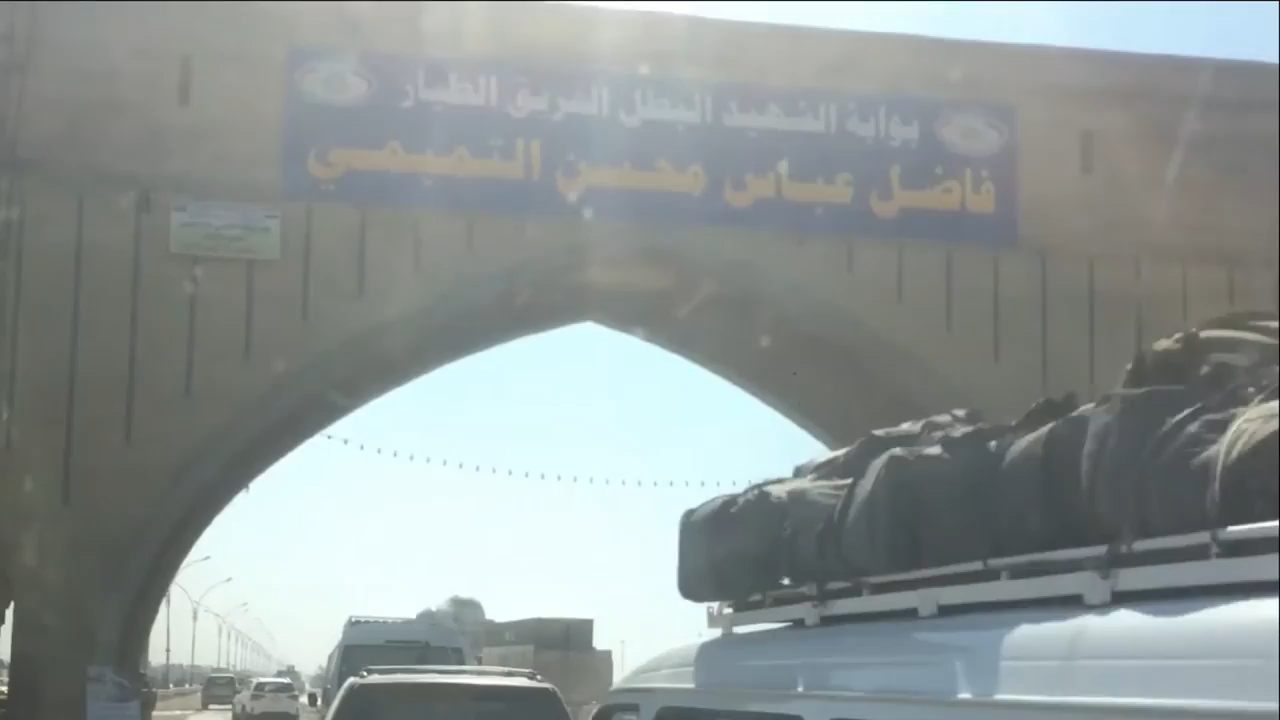 بوابة الشهيد البطل الفريق الطيار
فاضل عباس محسن التميمي